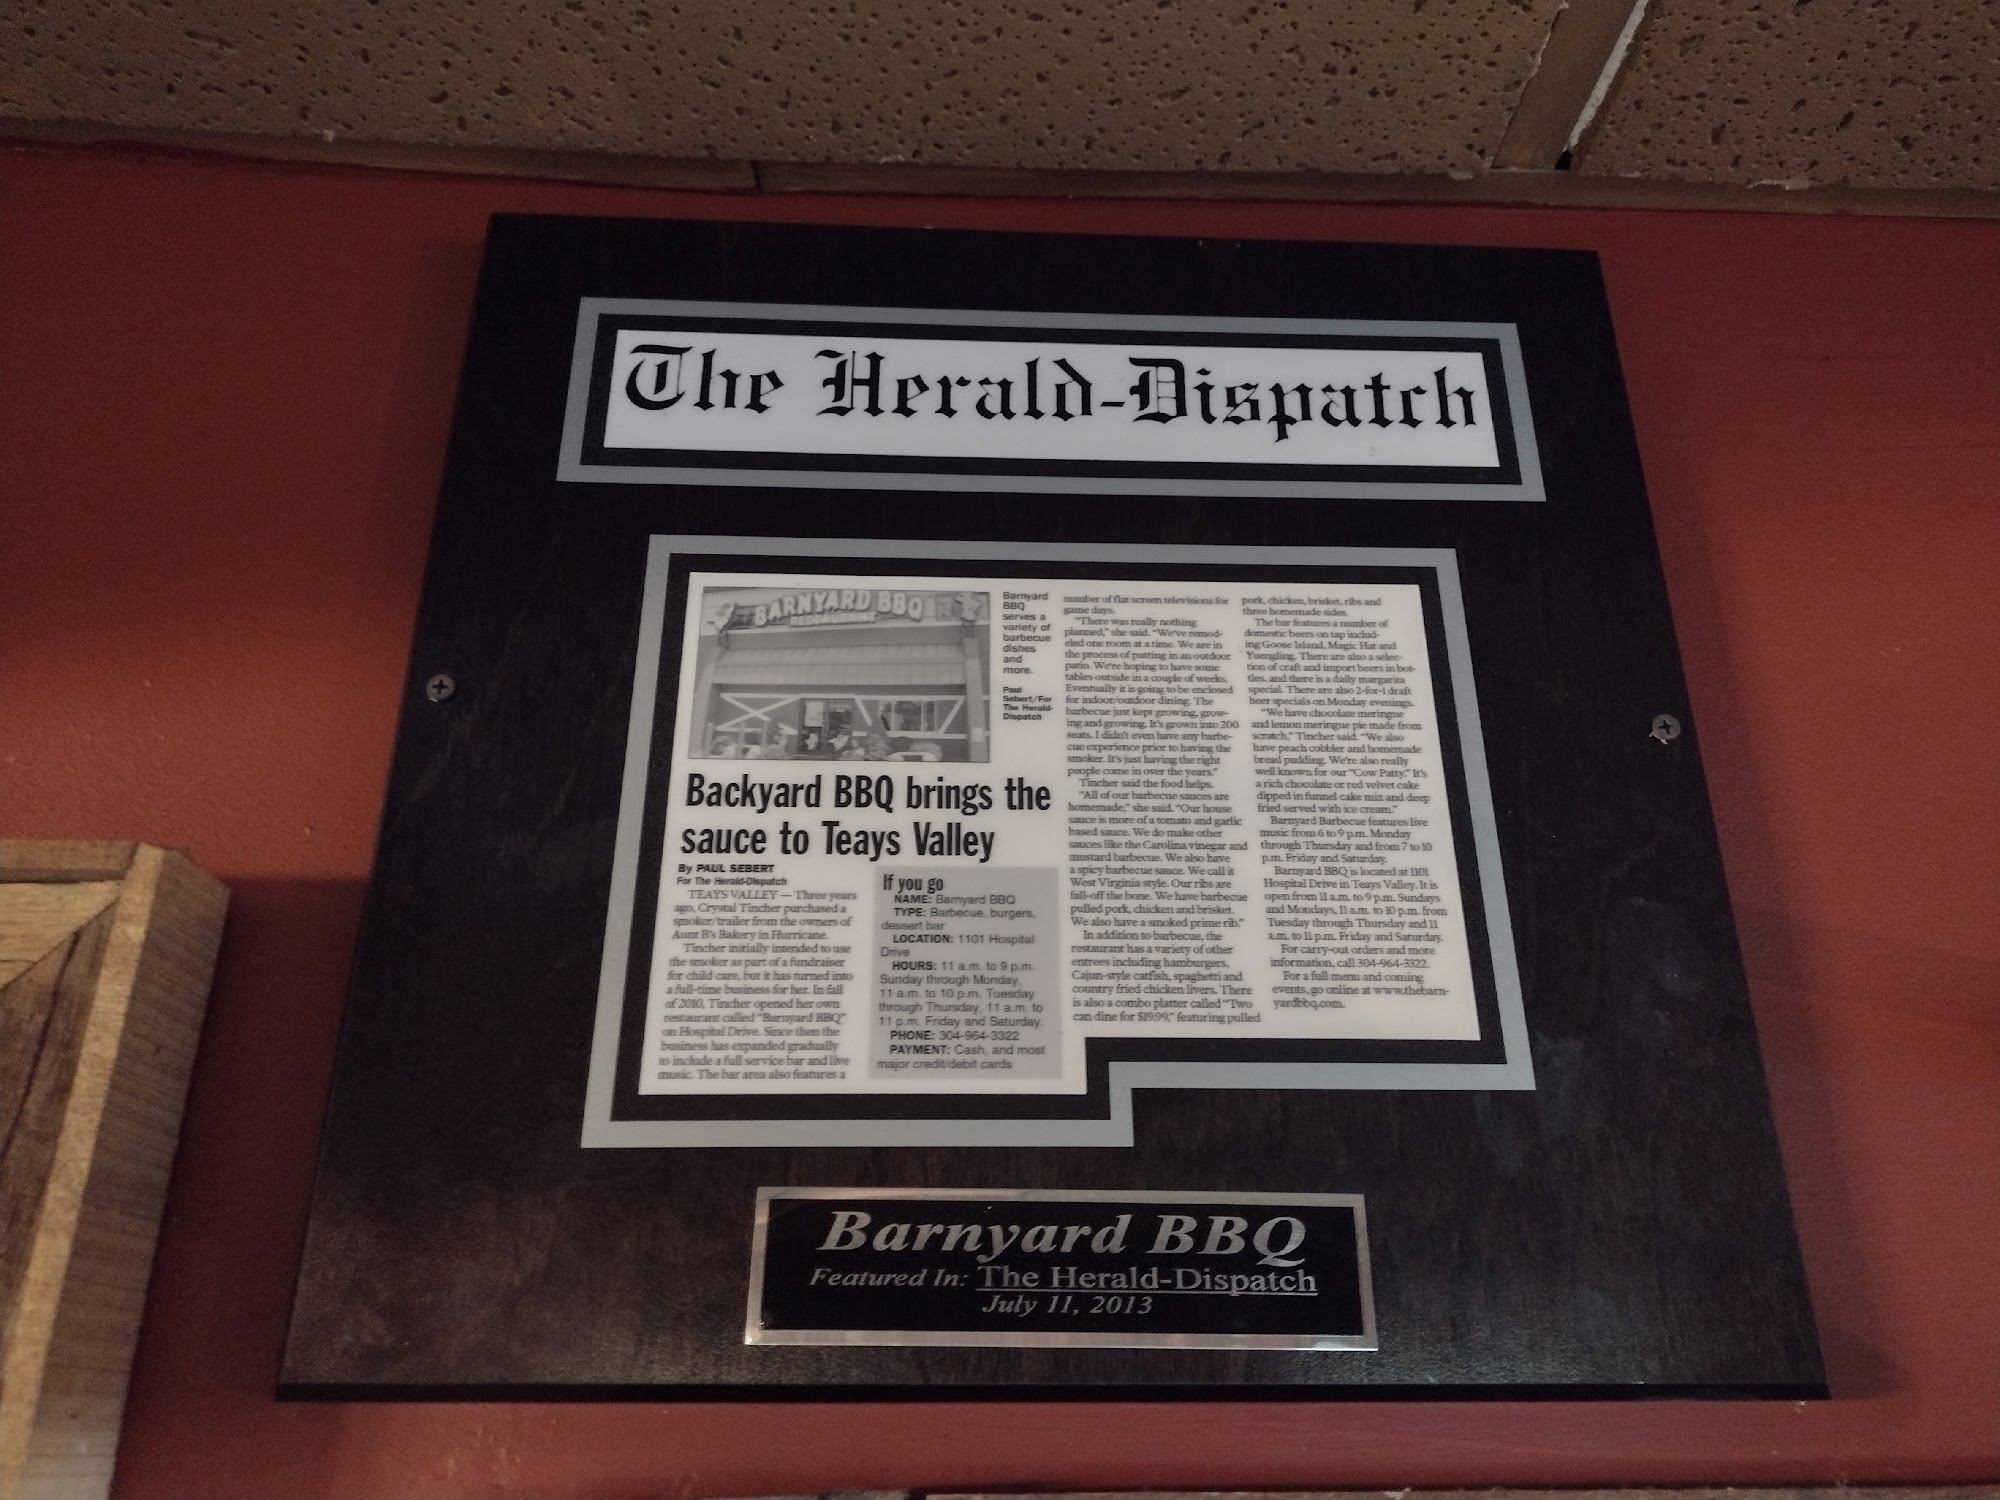 The Herald-Dispatch
BARNYARD BBQ
RESTAURANT
Barnyard
BBQ
serves a
variety of
barbecue
dishes
and
more.
Paul
Sebert/For
The Herald-
Dispatch
Backyard BBQ brings the
sauce to Teays Valley
By PAUL SEBERT
For The Herald-Dispatch
TEAYS VALLEY — Three years
ago, Crystal Tincher purchased a
smoker/trailer from the owners of
Aunt B's Bakery in Hurricane.
Tincher initially intended to use
the smoker as part of a fundraiser
for child care, but it has turned into
a full-time business for her. In fall
of 2010, Tincher opened her own
restaurant called "Barnyard BBQ"
on Hospital Drive. Since then the
business has expanded gradually
to include a full service bar and live
music. The bar area also features a
If you go
NAME: Barnyard BBQ
TYPE: Barbecue, burgers,
dessert bar
LOCATION: 1101 Hospital
Drive
HOURS: 11 a.m. to 9 p.m.
Sunday through Monday,
11 a.m. to 10 p.m. Tuesday
through Thursday, 11 a.m. to
11 p.m. Friday and Saturday.
PHONE: 304-964-3322
PAYMENT: Cash, and most
major credit/debit cards
number of flat screen televisions for
game days.
"There was really nothing
planned," she said. "We've remod-
eled one room at a time. We are in
the process of putting in an outdoor
patio. We're hoping to have some
tables outside in a couple of weeks.
Eventually it is going to be enclosed
for indoor/outdoor dining. The
barbecue just kept growing, grow-
ing and growing. It's grown into 200
seats. I didn't even have any barbe-
cue experience prior to having the
smoker. It's just having the right
people come in over the years."
Tincher said the food helps.
"All of our barbecue sauces are
homemade," she said. "Our house
sauce is more of a tomato and garlic
based sauce. We do make other
sauces like the Carolina vinegar and
mustard barbecue. We also have
a spicy barbecue sauce. We call it
West Virginia style. Our ribs are
fall-off the bone. We have barbecue
pulled pork, chicken and brisket.
We also have a smoked prime rib."
In addition to barbecue, the
restaurant has a variety of other
entrees including hamburgers,
Cajun-style catfish, spaghetti and
country fried chicken livers. There
is also a combo platter called "Two
can dine for $19.99," featuring pulled
pork, chicken, brisket, ribs and
three homemade sides.
The bar features a number of
domestic beers on tap includ-
ing Goose Island, Magic Hat and
Yuengling. There are also a selec-
tion of craft and import beers in bot-
tles, and there is a daily margarita
special. There are also 2-for-1 draft
beer specials on Monday evenings.
"We have chocolate meringue
and lemon meringue pie made from
scratch," Tincher said. "We also
have peach cobbler and homemade
bread pudding. We're also really
well known for our "Cow Patty." It's
a rich chocolate or red velvet cake
dipped in funnel cake mix and deep
fried served with ice cream."
Barnyard Barbecue features live
music from 6 to 9 p.m. Monday
through Thursday and from 7 to 10
p.m. Friday and Saturday.
Barnyard BBQ is located at 1101
Hospital Drive in Teays Valley. It is
open from 11 a.m. to 9 p.m. Sundays
and Mondays, 11 a.m. to 10 p.m. from
Tuesday through Thursday and 11
a.m. to 11 p.m. Friday and Saturday.
For carry-out orders and more
information, call 304-964-3322.
For a full menu and coming
events, go online at www.thebarn-
yardbbq.com.
Barnyard BBQ
Featured In: The Herald-Dispatch
July 11, 2013